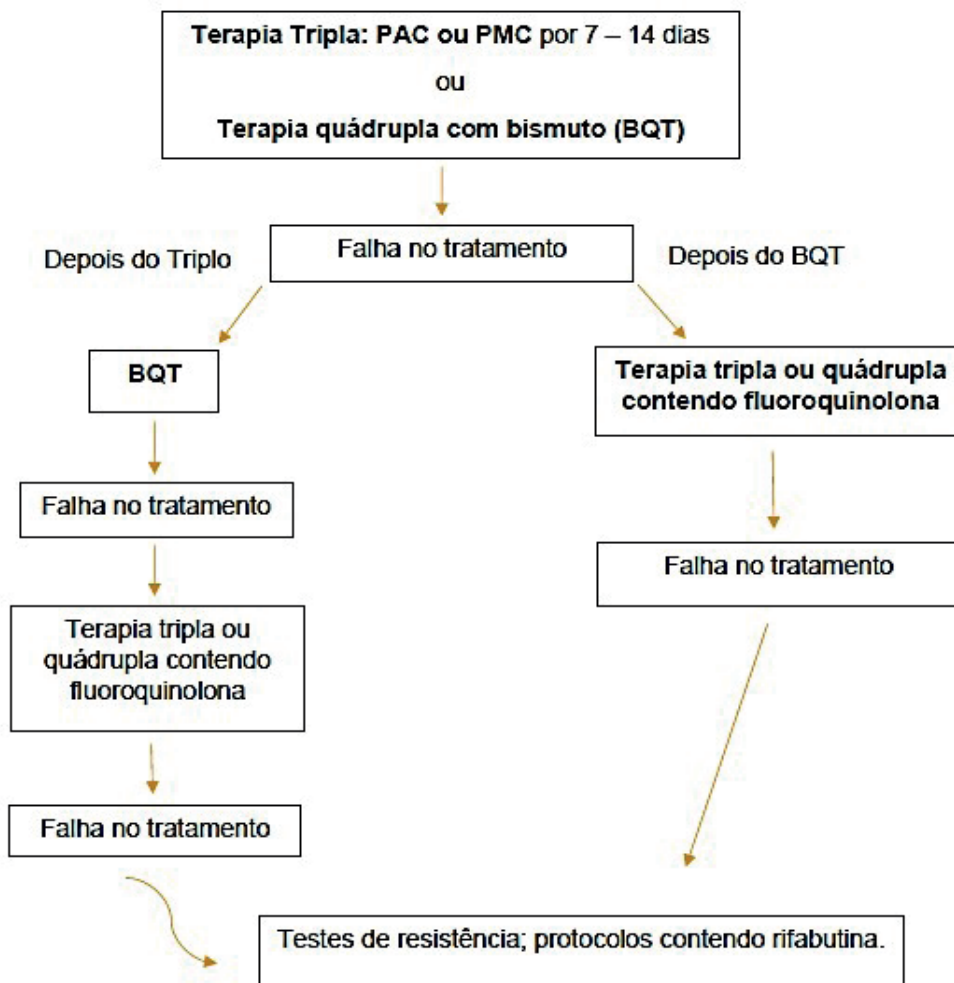 Terapia Tripla: PAC ou PMC por 7 – 14 dias
ou
Terapia quádrupla com bismuto (BQT)
Depois do Triplo
Falha no tratamento
Depois do BQT
BQT
Terapia tripla ou quádrupla
contendo fluoroquinolona
Falha no tratamento
Falha no tratamento
Terapia tripla ou
quádrupla contendo
fluoroquinolona
Falha no tratamento
Testes de resistência; protocolos contendo rifabutina.